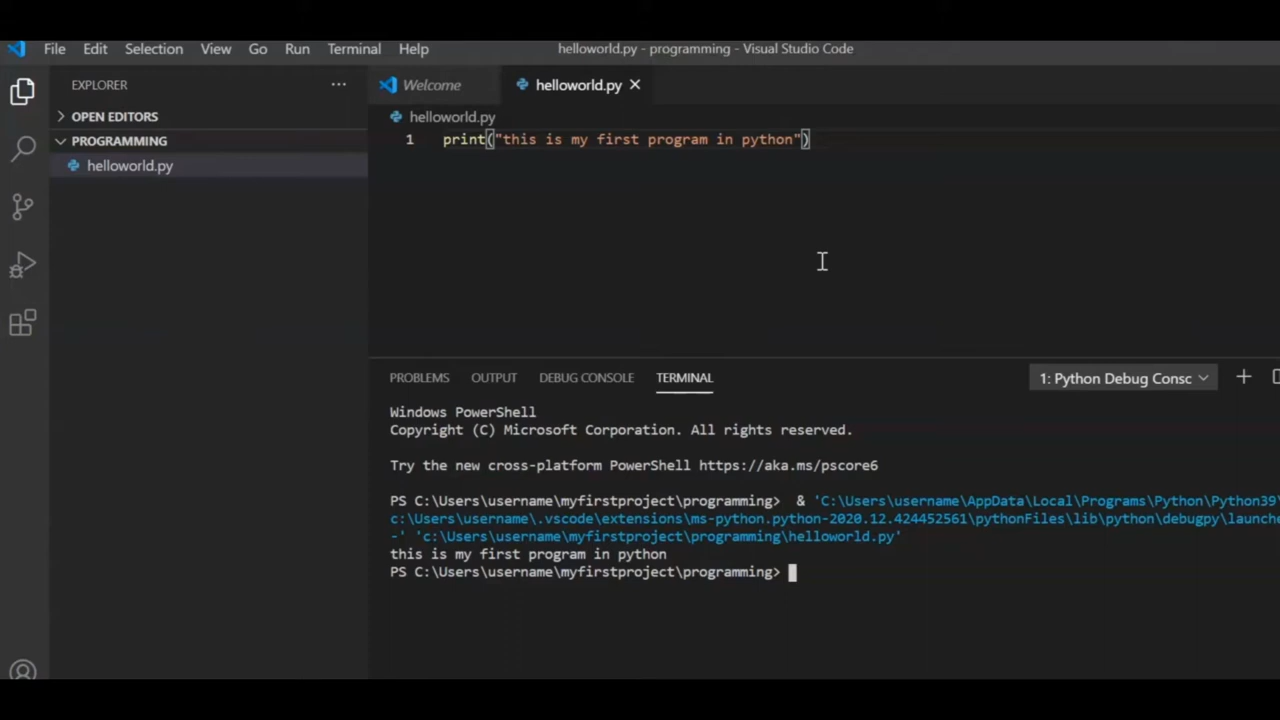 File Edit Selection View Go Run Terminal Help helloworld.py - programming - Visual Studio Code
EXPLORER ···
Welcome helloworld.py
OPEN EDITORS
PROGRAMMING
helloworld.py
helloworld.py
1 print("this is my first program in python")
PROBLEMS OUTPUT DEBUG CONSOLE TERMINAL 1: Python Debug Consc
Windows PowerShell
Copyright (C) Microsoft Corporation. All rights reserved.
Try the new cross-platform PowerShell https://aka.ms/pscore6
PS C:\Users\username\myfirstproject\programming> & 'C:\Users\username\AppData\Local\Programs\Python\Python39\
c:\Users\username\.vscode\extensions\ms-python.python-2020.12.424452561\pythonFiles\lib\python\debugpy\launche
-' 'c:\Users\username\myfirstproject\programming\helloworld.py'
this is my first program in python
PS C:\Users\username\myfirstproject\programming>